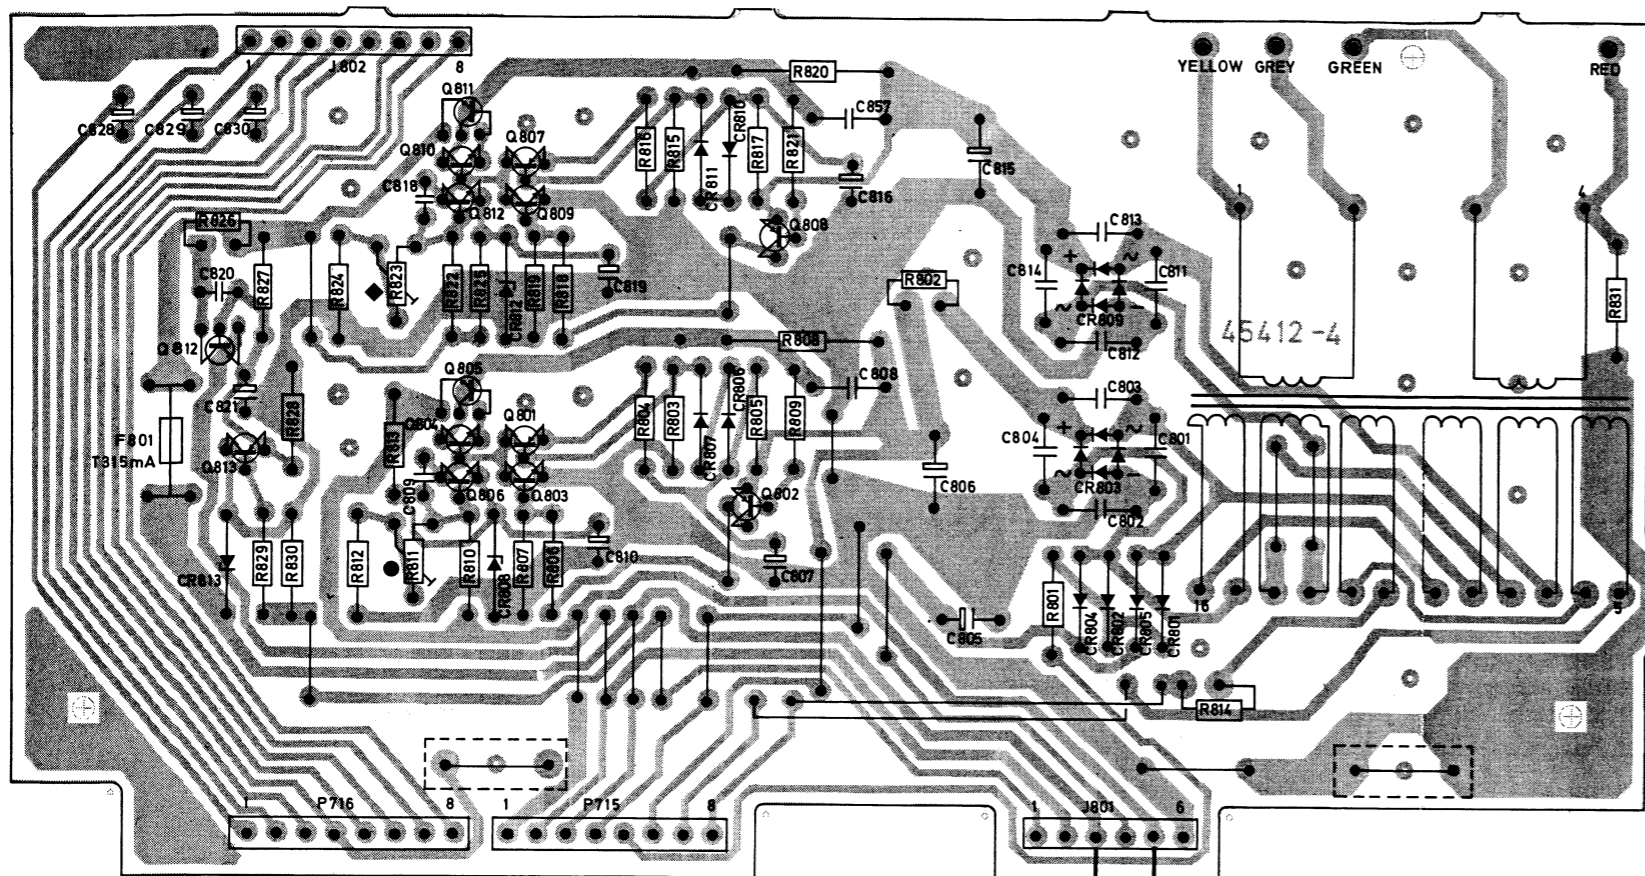 1 J.802 8
YELLOW GREY GREEN RED
C828 C829 C830
Q811
R820
C857
Q810 Q807
R816 R815 CR811 CR810 R817 R821
C815
C818
Q812 Q809
C816
R826
Q808
C813
1 4
C820
R827 R824 R823 R822 R825 CR812 R819 R818
C819
R802
C814 + ~ C811
~ CR809 −
C812
R831
45412-4
Q812
R808
Q805
C808
C803
C821
R828
Q804 Q801
R804 R803 CR807 CR806 R805 R809
C804 + ~ C801
~ CR803 −
C802
F801
T315mA
R813
Q813
C809
Q806 Q803
Q802
C806
CR813
R829 R830 R812 R811 R810 CR808 R807 R806
C810
C807
C805
R801 CR804 CR802 CR805 CR801
16 5
R814
1 P716 8
1 P715 8
1 J801 6